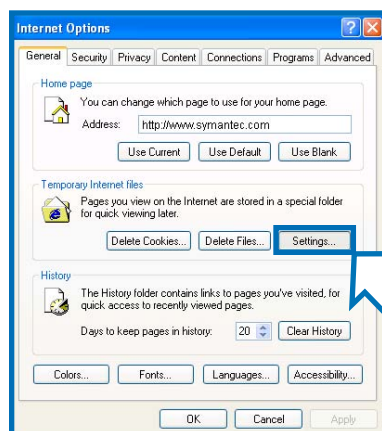 Internet Options
General Security Privacy Content Connections Programs Advanced
Home page
You can change which page to use for your home page.
Address: http://www.symantec.com
Use Current Use Default Use Blank
Temporary Internet files
Pages you view on the Internet are stored in a special folder
for quick viewing later.
Delete Cookies... Delete Files... Settings...
History
The History folder contains links to pages you've visited, for
quick access to recently viewed pages.
Days to keep pages in history: 20 Clear History
Colors... Fonts... Languages... Accessibility...
OK Cancel Apply